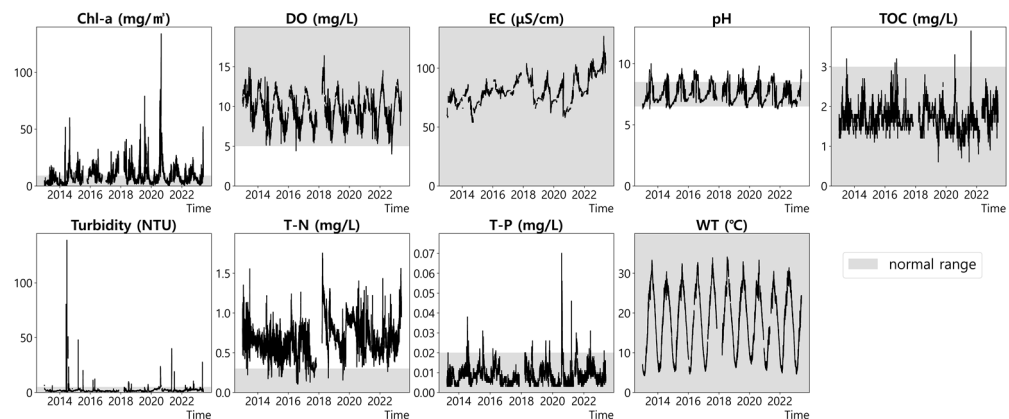 Chl-a (mg/㎥) DO (mg/L) EC (μS/cm) pH TOC (mg/L)
100
50
0
2014 2016 2018 2020 2022
Time
15
10
5
0
2014 2016 2018 2020 2022
Time
100
50
0
2014 2016 2018 2020 2022
Time
10
5
0
2014 2016 2018 2020 2022
Time
3
2
1
0
2014 2016 2018 2020 2022
Time
Turbidity (NTU) T-N (mg/L) T-P (mg/L) WT (℃)
100
50
0
2014 2016 2018 2020 2022
Time
1.5
1.0
0.5
0.0
2014 2016 2018 2020 2022
Time
0.07
0.06
0.05
0.04
0.03
0.02
0.01
0.00
2014 2016 2018 2020 2022
Time
30
20
10
0
2014 2016 2018 2020 2022
Time
normal range